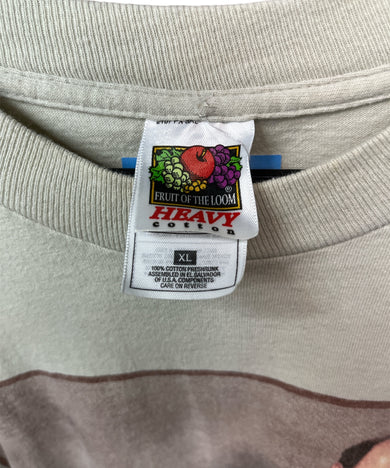 FRUIT OF THE LOOM
®
HEAVY
cotton
XL
100% COTTON PRESHRUNK
ASSEMBLED IN EL SALVADOR
OF U.S.A. COMPONENTS
CARE ON REVERSE